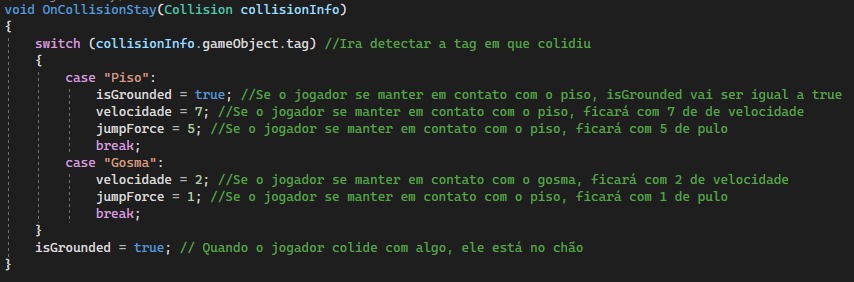 void OnCollisionStay(Collision collisionInfo)
{
switch (collisionInfo.gameObject.tag) //Ira detectar a tag em que colidiu
{
case "Piso":
isGrounded = true; //Se o jogador se manter em contato com o piso, isGrounded vai ser igual a true
velocidade = 7; //Se o jogador se manter em contato com o piso, ficará com 7 de de velocidade
jumpForce = 5; //Se o jogador se manter em contato com o piso, ficará com 5 de pulo
break;
case "Gosma":
velocidade = 2; //Se o jogador se manter em contato com o gosma, ficará com 2 de velocidade
jumpForce = 1; //Se o jogador se manter em contato com o piso, ficará com 1 de pulo
break;
}
isGrounded = true; // Quando o jogador colide com algo, ele está no chão
}